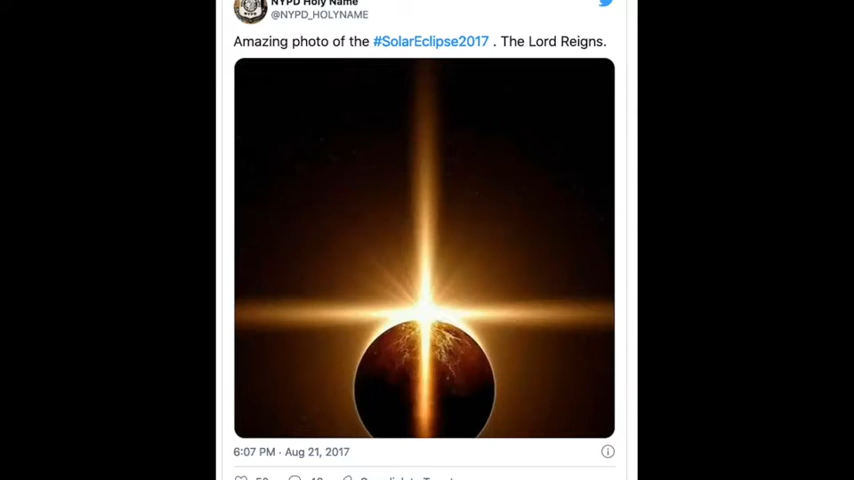 NYPD Holy Name
@NYPD_HOLYNAME
Amazing photo of the #SolarEclipse2017 . The Lord Reigns.
6:07 PM · Aug 21, 2017